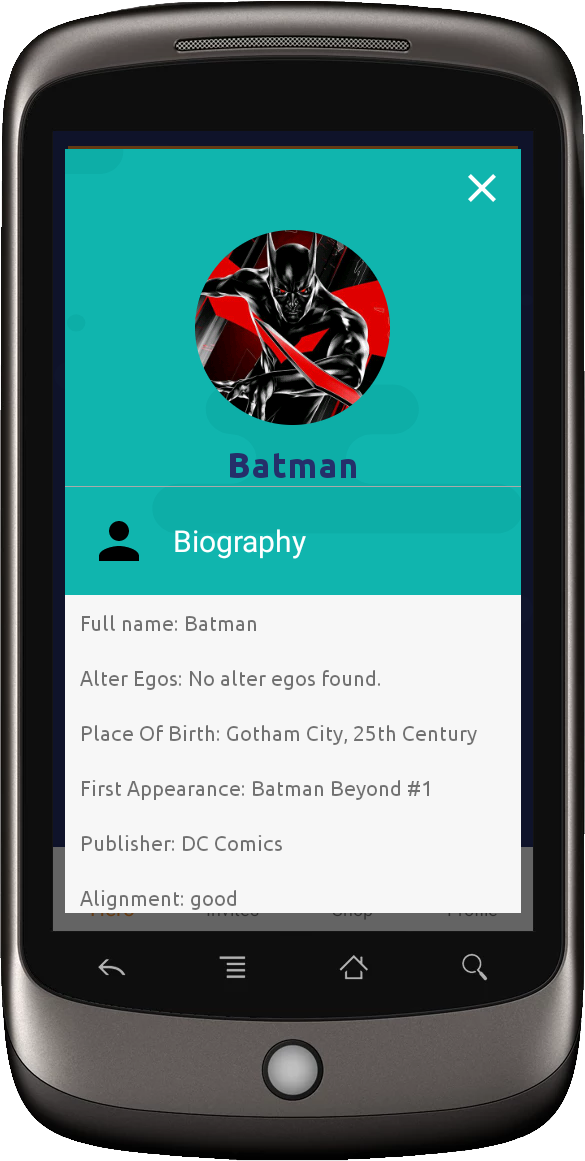 Batman
Biography
Full name: Batman
Alter Egos: No alter egos found.
Place Of Birth: Gotham City, 25th Century
First Appearance: Batman Beyond #1
Publisher: DC Comics
Alignment: good